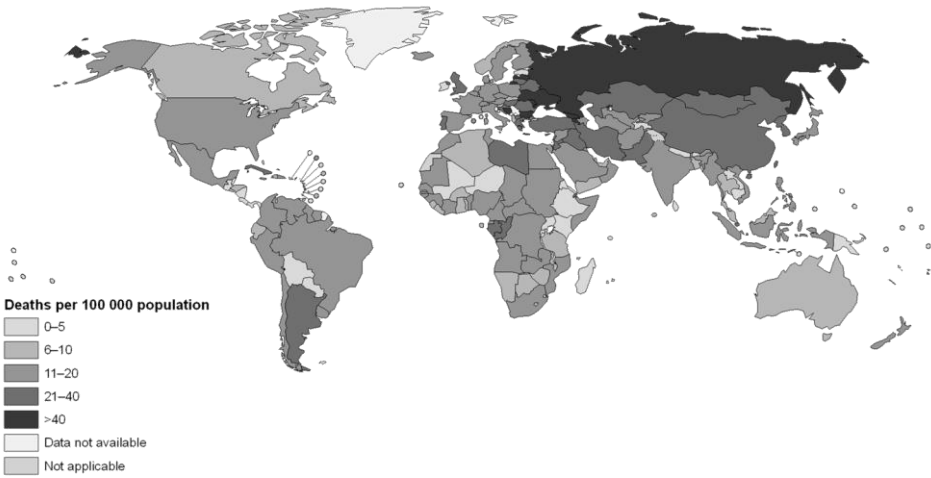 Deaths per 100 000 population
0–5
6–10
11–20
21–40
>40
Data not available
Not applicable